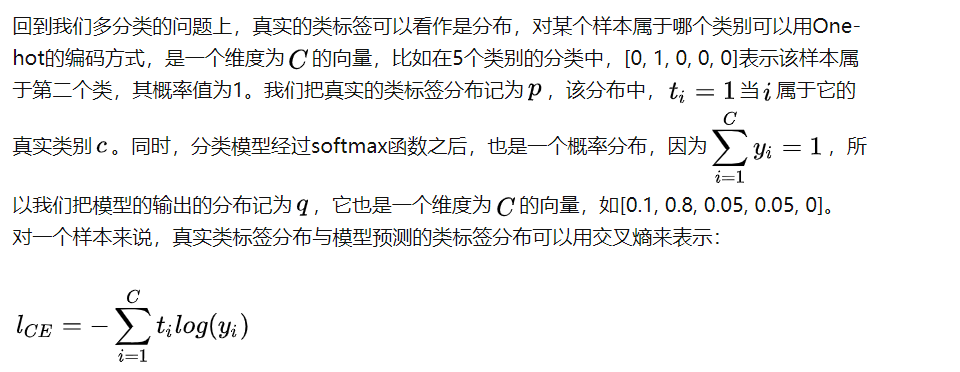 回到我们多分类的问题上，真实的类标签可以看作是分布，对某个样本属于哪个类别可以用One-
hot的编码方式，是一个维度为 C 的向量，比如在5个类别的分类中，[0, 1, 0, 0, 0]表示该样本属
于第二个类，其概率值为1。我们把真实的类标签分布记为 p ，该分布中， t_i = 1 当 i 属于它的
真实类别 c 。同时，分类模型经过softmax函数之后，也是一个概率分布，因为 \sum_{i=1}^{C} y_i = 1 ，所
以我们把模型的输出的分布记为 q ，它也是一个维度为 C 的向量，如[0.1, 0.8, 0.05, 0.05, 0]。
对一个样本来说，真实类标签分布与模型预测的类标签分布可以用交叉熵来表示：
l_{CE} = -\sum_{i=1}^{C} t_i log(y_i)